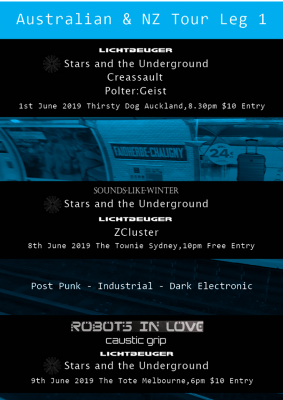 Australian & NZ Tour Leg 1
LICHTBEUGER
Stars and the Underground
Creassault
Polter:Geist
1st June 2019 Thirsty Dog Auckland,8.30pm $10 Entry
FAIDHERBE-CHALIGNY
24
SOUNDS·LIKE·WINTER
Stars and the Underground
LICHTBEUGER
ZCluster
8th June 2019 The Townie Sydney,10pm Free Entry
Post Punk - Industrial - Dark Electronic
ROBOTS IN LOVE
caustic grip
LICHTBEUGER
Stars and the Underground
9th June 2019 The Tote Melbourne,6pm $10 Entry